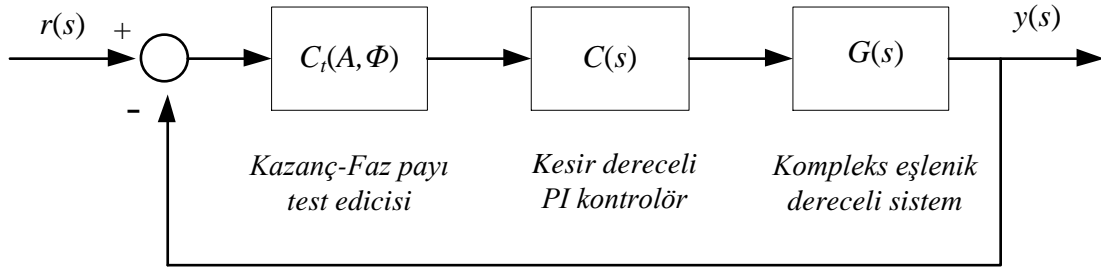 r(s)
+
-
C_t(A,Φ)
C(s)
G(s)
y(s)
Kazanç-Faz payı
test edicisi
Kesir dereceli
PI kontrolör
Kompleks eşlenik
dereceli sistem